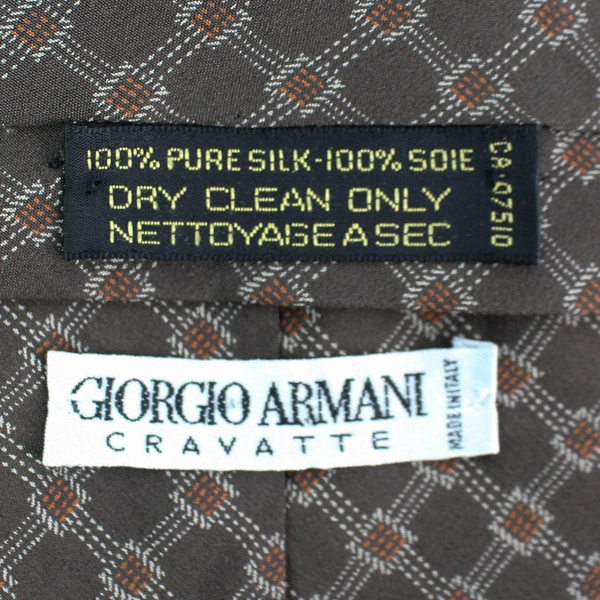 100% PURE SILK-100% SOIE
DRY CLEAN ONLY
NETTOYAGE A SEC
CA.07510
GIORGIO ARMANI
CRAVATTE
MADE IN ITALY